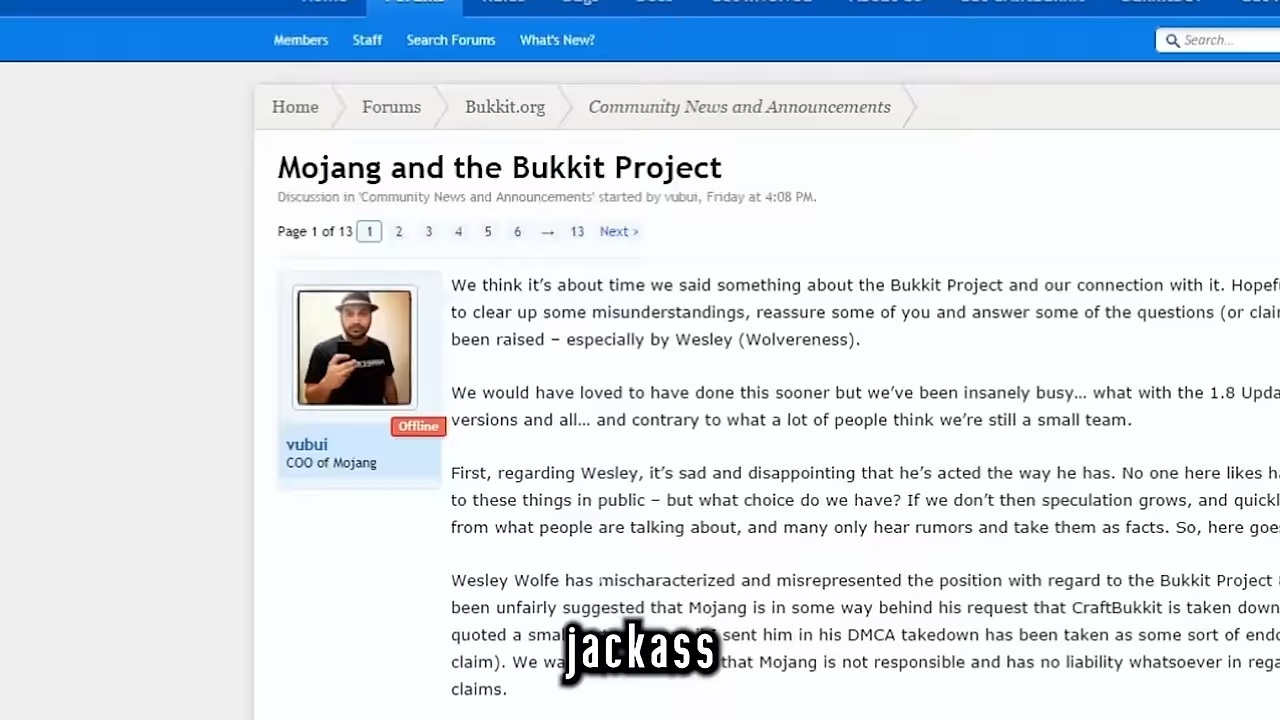 Members Staff Search Forums What's New? Search...
Home Forums Bukkit.org Community News and Announcements
Mojang and the Bukkit Project
Discussion in 'Community News and Announcements' started by vubui, Friday at 4:08 PM.
Page 1 of 13 1 2 3 4 5 6 → 13 Next >
Offline
vubui
COO of Mojang
We think it's about time we said something about the Bukkit Project and our connection with it.
to clear up some misunderstandings, reassure some of you and answer some of the questions (or
been raised – especially by Wesley (Wolvereness).
We would have loved to have done this sooner but we've been insanely busy... what with the 1.8
versions and all... and contrary to what a lot of people think we're still a small team.
First, regarding Wesley, it's sad and disappointing that he's acted the way he has. No one here likes
to these things in public – but what choice do we have? If we don't then speculation grows, and
from what people are talking about, and many only hear rumors and take them as facts. So, here
Wesley Wolfe has mischaracterized and misrepresented the position with regard to the Bukkit Project
been unfairly suggested that Mojang is in some way behind his request that CraftBukkit is taken down
quoted a sent him in his DMCA takedown has been taken as some sort of
claim). We that Mojang is not responsible and has no liability whatsoever in
claims.
jackass